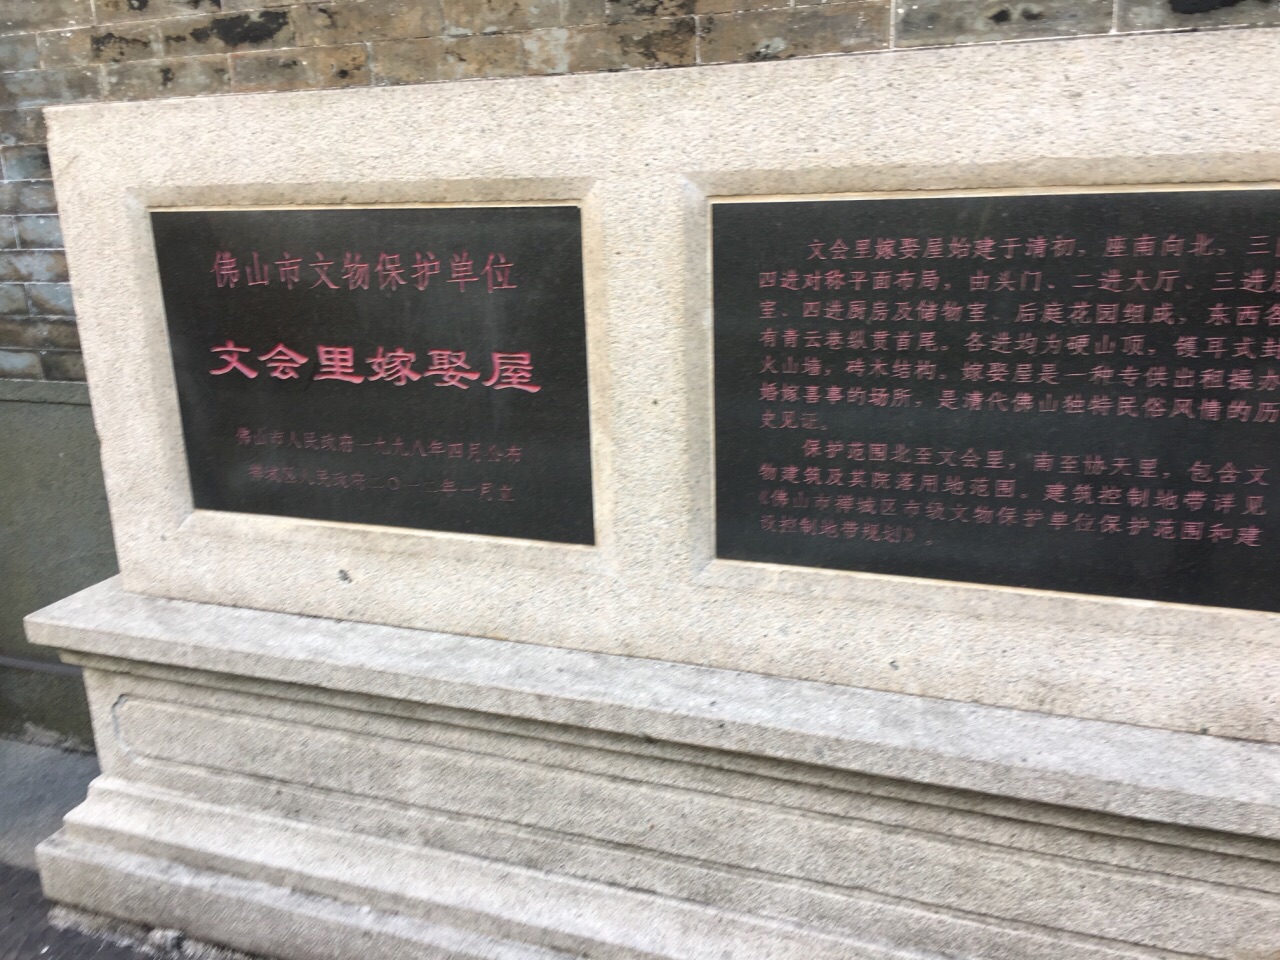 佛山市文物保护单位
文会里嫁娶屋
佛山市人民政府一九九八年四月公布
禅城区人民政府二〇一二年一月立
文会里嫁娶屋始建于清初，座南向北，三
四进对称平面布局，由头门、二进大厅、三进
室、四进厨房及储物室、后庭花园组成，东西各
有青云巷纵贯首尾。各进均为硬山顶，镬耳式封
火山墙，砖木结构。嫁娶屋是一种专供出租操办
婚嫁喜事的场所，是清代佛山独特民俗风情的历
史见证。
保护范围北至文会里，南至协天里，包含文
物建筑及其院落用地范围。建筑控制地带详见
《佛山市禅城区市级文物保护单位保护范围和建
设控制地带规划》。